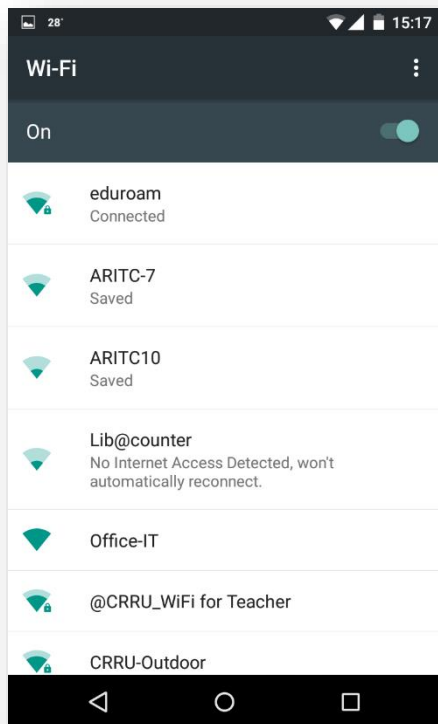 28°
15:17
Wi-Fi
On
eduroam
Connected
ARITC-7
Saved
ARITC10
Saved
Lib@counter
No Internet Access Detected, won't
automatically reconnect.
Office-IT
@CRRU_WiFi for Teacher
CRRU-Outdoor